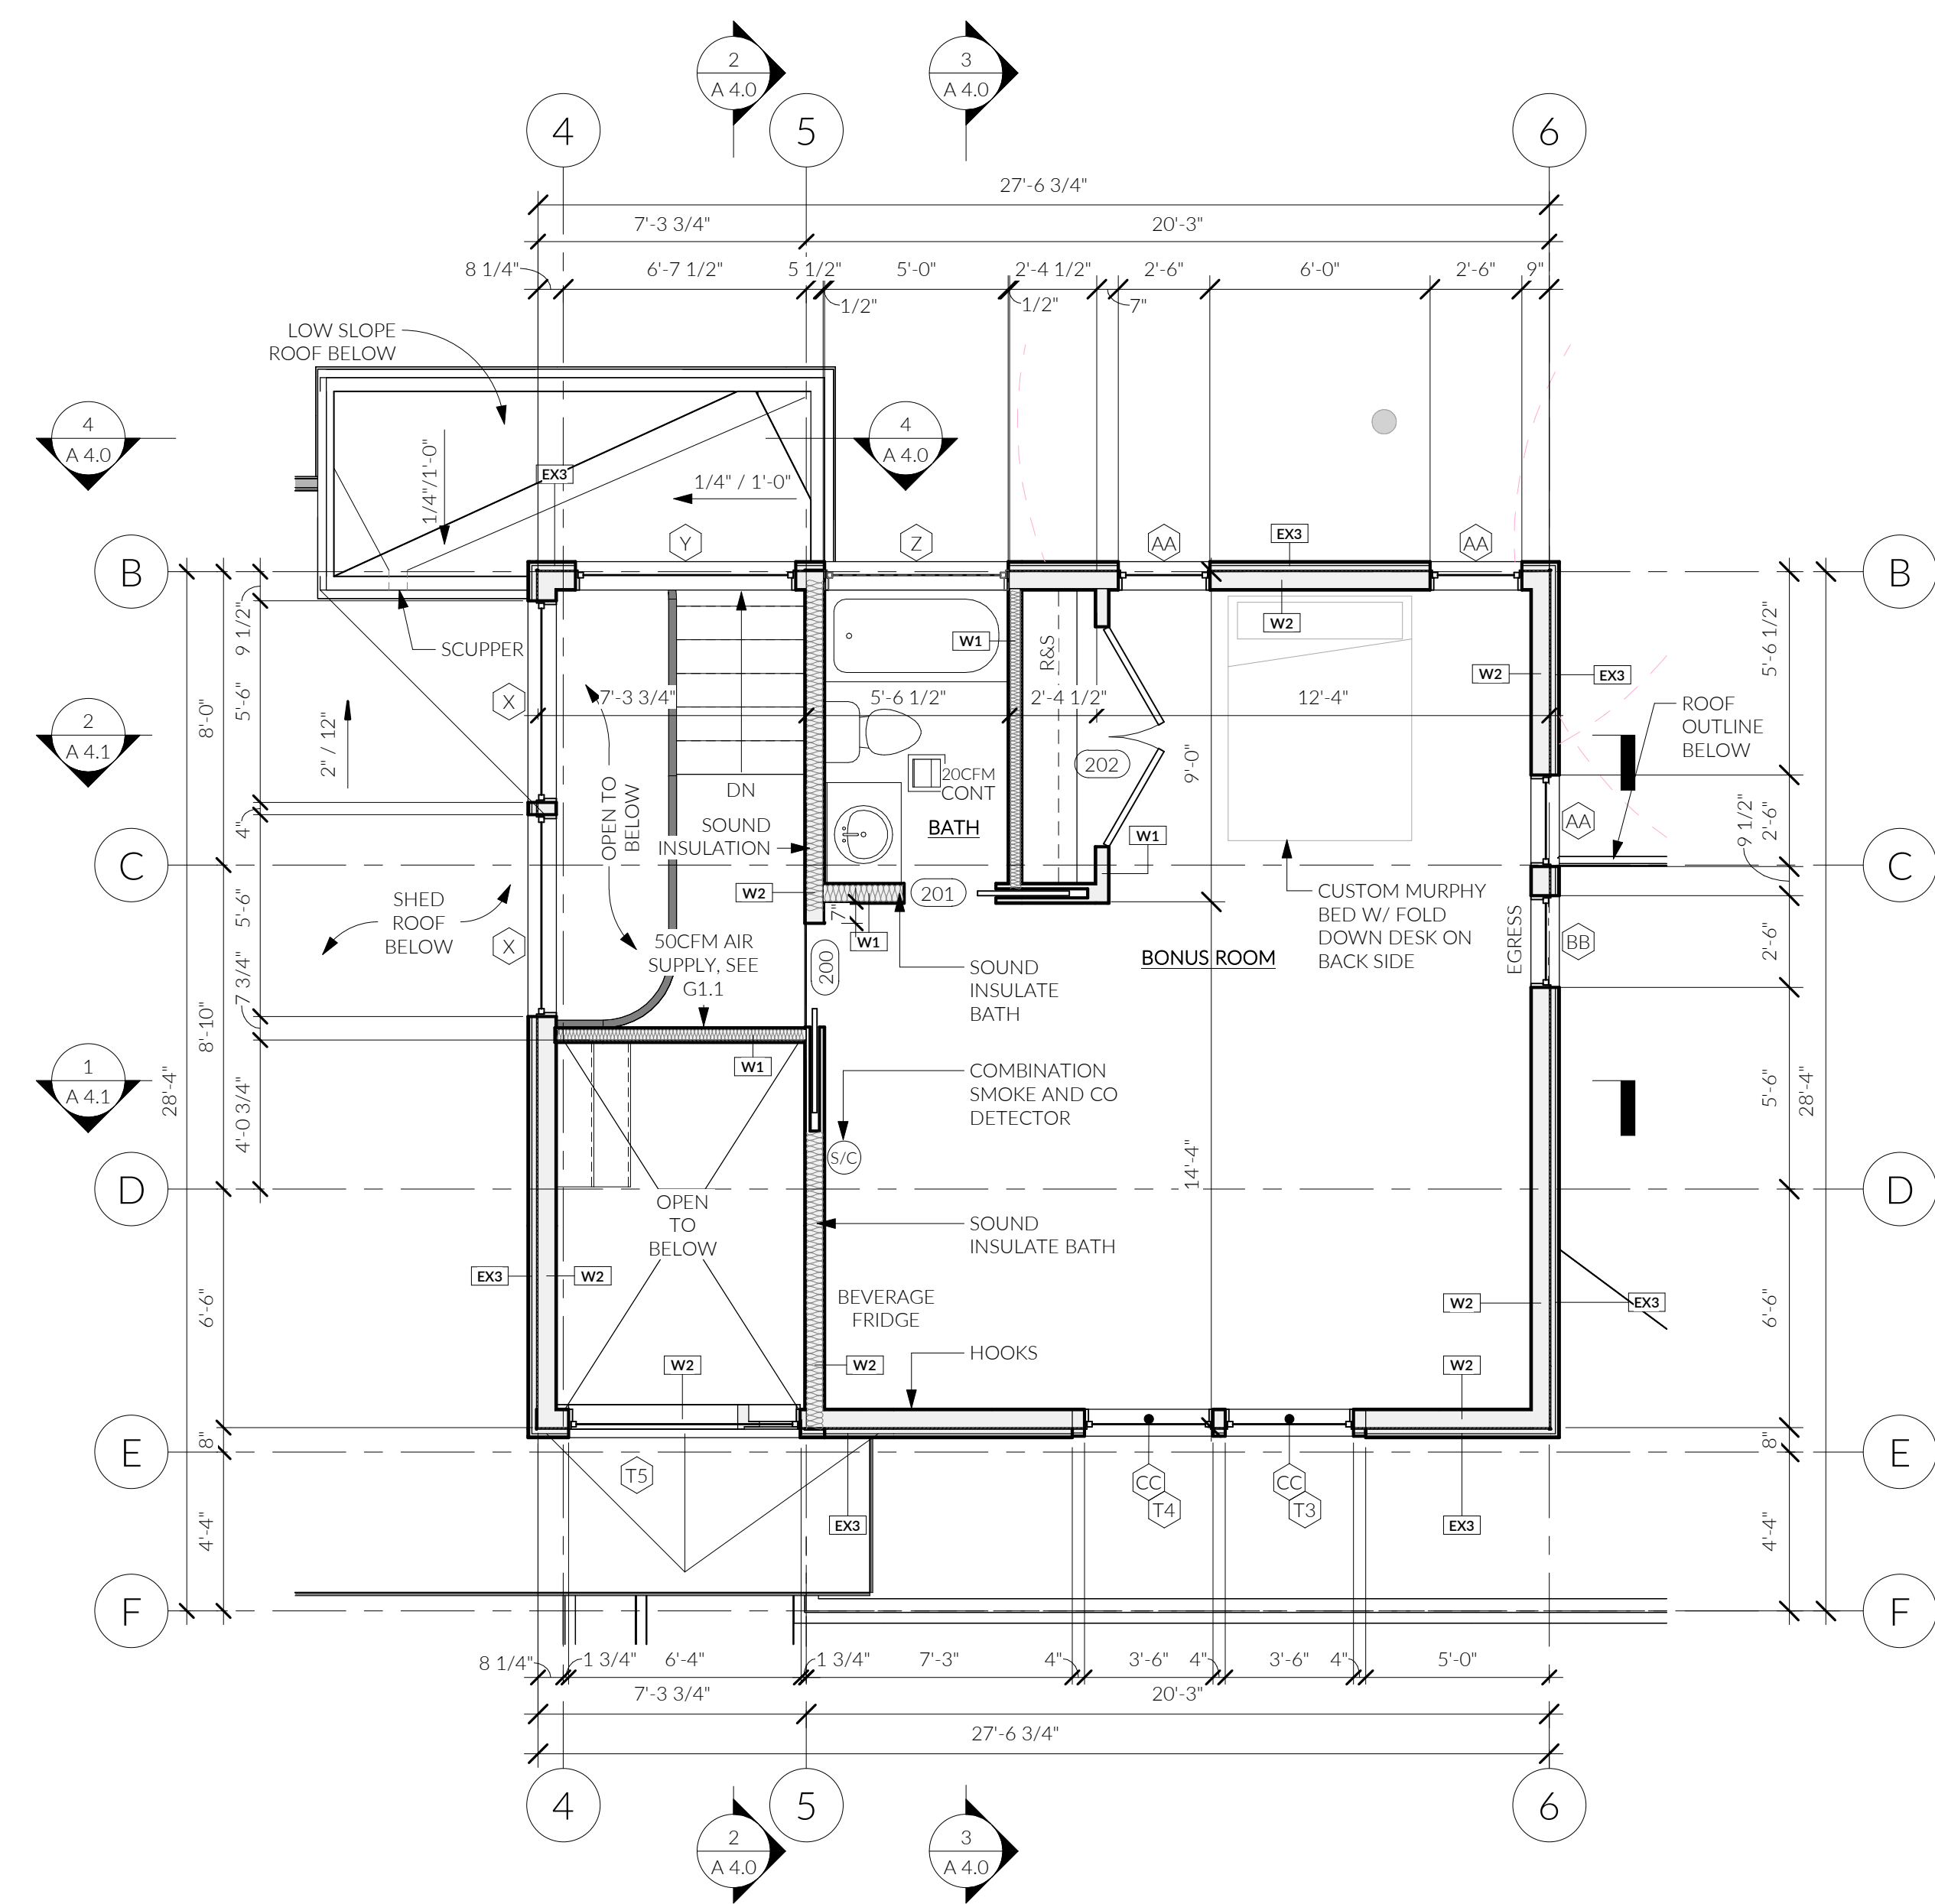 2
A 4.0
3
A 4.0
4
5
6
27'-6 3/4"
7'-3 3/4"
20'-3"
8 1/4"
6'-7 1/2"
5 1/2"
5'-0"
2'-4 1/2"
2'-6"
6'-0"
2'-6"
9"
1/2"
1/2"
7"
LOW SLOPE
ROOF BELOW
4
A 4.0
4
A 4.0
1/4"/1'-0"
EX3
1/4" / 1'-0"
Y
Z
AA
EX3
AA
B
B
9 1/2"
SCUPPER
W1
R&S
W2
W2
EX3
5'-6 1/2"
5'-6"
8'-0"
X
7'-3 3/4"
5'-6 1/2"
2'-4 1/2"
12'-4"
ROOF
OUTLINE
BELOW
2
A 4.1
2" / 12"
OPEN TO
BELOW
DN
20CFM
CONT
202
9'-0"
4"
SOUND
INSULATION
BATH
W1
AA
9 1/2"
2'-6"
C
C
SHED
ROOF
BELOW
5'-6"
W2
201
7"
W1
CUSTOM MURPHY
BED W/ FOLD
DOWN DESK ON
BACK SIDE
EGRESS
BB
2'-6"
X
50CFM AIR
SUPPLY, SEE
G1.1
200
BONUS ROOM
SOUND
INSULATE
BATH
7 3/4"
8'-10"
1
A 4.1
28'-4"
4'-0 3/4"
W1
COMBINATION
SMOKE AND CO
DETECTOR
S/C
14'-4"
5'-6"
28'-4"
D
D
OPEN
TO
BELOW
SOUND
INSULATE BATH
EX3
W2
6'-6"
BEVERAGE
FRIDGE
W2
EX3
6'-6"
W2
W2
HOOKS
W2
8"
8"
E
E
T5
CC
T4
CC
T3
EX3
EX3
4'-4"
4'-4"
F
F
8 1/4"
1 3/4"
6'-4"
1 3/4"
7'-3"
4"
3'-6"
4"
3'-6"
4"
5'-0"
7'-3 3/4"
20'-3"
27'-6 3/4"
4
5
6
2
A 4.0
3
A 4.0